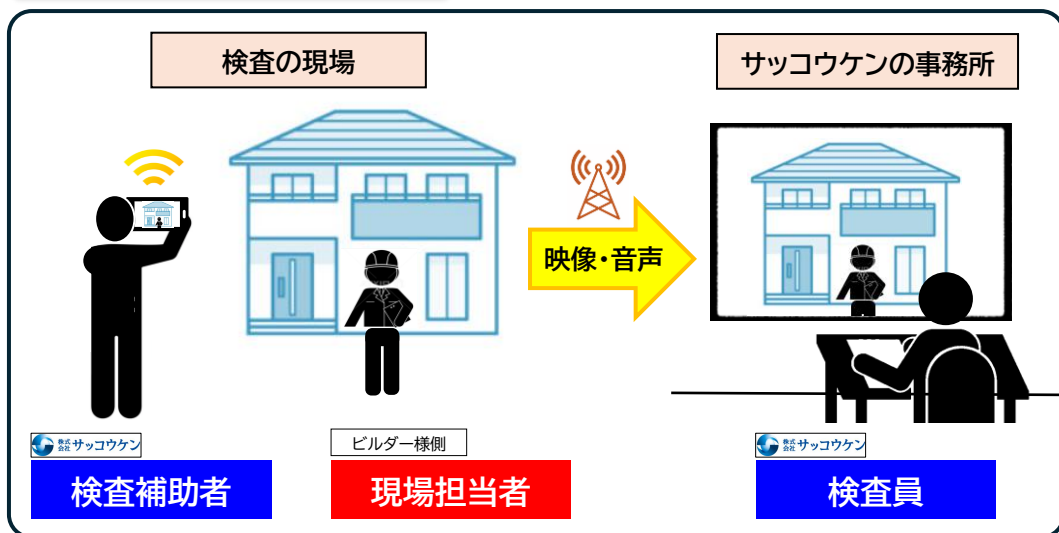 検査の現場
サッコウケンの事務所
映像・音声
株式会社サッコウケン
検査補助者
ビルダー様側
現場担当者
株式会社サッコウケン
検査員